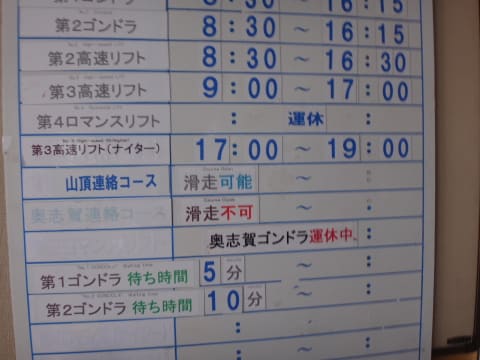 8:30 ～ 16:15
第2ゴンドラ 8:30 ～ 16:15
第2高速リフト 8:30 ～ 16:30
第3高速リフト 9:00 ～ 17:00
第4ロマンスリフト : 運休 :
第3高速リフト(ナイター) 17:00 ～ 19:00
山頂連絡コース 滑走可能 ～ :
奥志賀連絡コース 滑走不可 ～ :
奥志賀ゴンドラ運休中. :
第1ゴンドラ 待ち時間 5分 ～ :
第2ゴンドラ 待ち時間 10分 ～ :
: ～ :
: ～ :